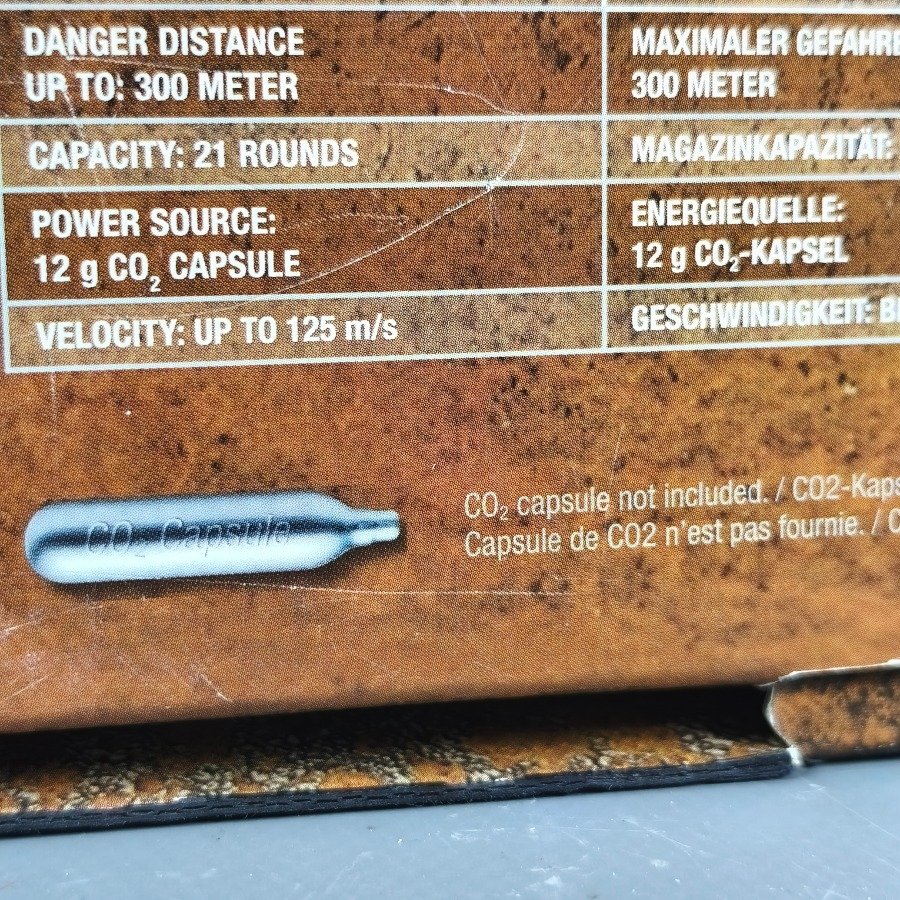 DANGER DISTANCE
UP TO: 300 METER
CAPACITY: 21 ROUNDS
POWER SOURCE:
12 g CO₂ CAPSULE
VELOCITY: UP TO 125 m/s
MAXIMALER GEFAHRE
300 METER
MAGAZINKAPAZITÄT:
ENERGIEQUELLE:
12 g CO₂-KAPSEL
GESCHWINDIGKEIT: B
CO₂ Capsule
CO₂ capsule not included. / CO2-Kaps
Capsule de CO2 n'est pas fournie. / C